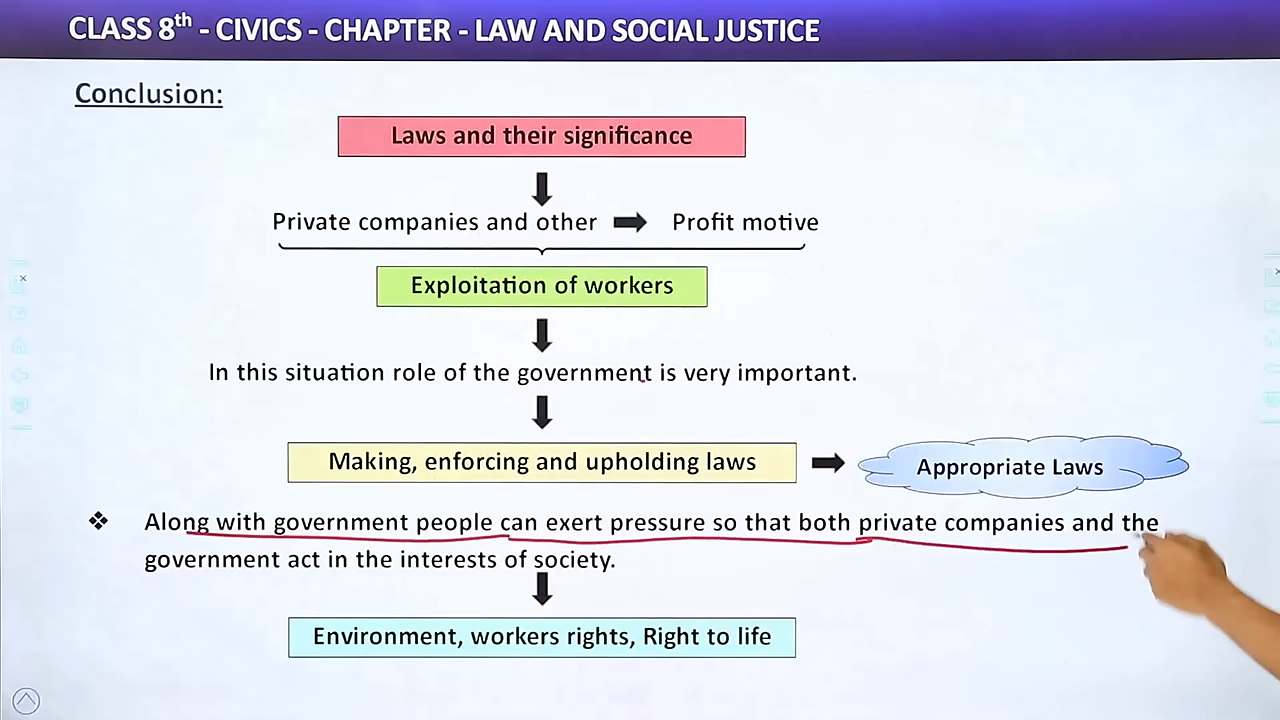 CLASS 8th - CIVICS - CHAPTER - LAW AND SOCIAL JUSTICE
Conclusion:
Laws and their significance
Private companies and other Profit motive
Exploitation of workers
In this situation role of the government is very important.
Making, enforcing and upholding laws Appropriate Laws
Along with government people can exert pressure so that both private companies and the
government act in the interests of society.
Environment, workers rights, Right to life